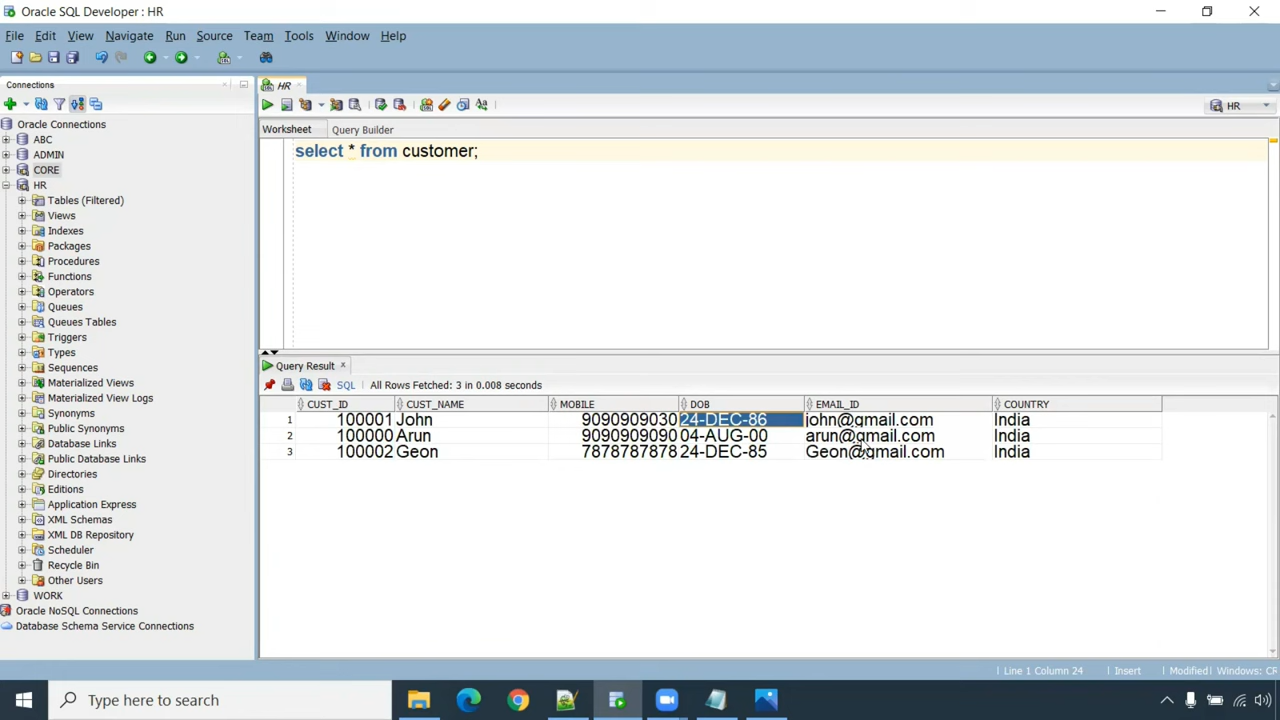 Oracle SQL Developer : HR
File Edit View Navigate Run Source Team Tools Window Help
Connections
Oracle Connections
ABC
ADMIN
CORE
HR
Tables (Filtered)
Views
Indexes
Packages
Procedures
Functions
Operators
Queues
Queues Tables
Triggers
Types
Sequences
Materialized Views
Materialized View Logs
Synonyms
Public Synonyms
Database Links
Public Database Links
Directories
Editions
Application Express
XML Schemas
XML DB Repository
Scheduler
Recycle Bin
Other Users
WORK
Oracle NoSQL Connections
Database Schema Service Connections
HR
HR
Worksheet Query Builder
select * from customer;
Query Result
SQL All Rows Fetched: 3 in 0.008 seconds
CUST_ID CUST_NAME MOBILE DOB EMAIL_ID COUNTRY
1 100001 John 9090909030 24-DEC-86 john@gmail.com India
2 100000 Arun 9090909090 04-AUG-00 arun@gmail.com India
3 100002 Geon 7878787878 24-DEC-85 Geon@gmail.com India
Line 1 Column 24 Insert Modified Windows: CR
Type here to search